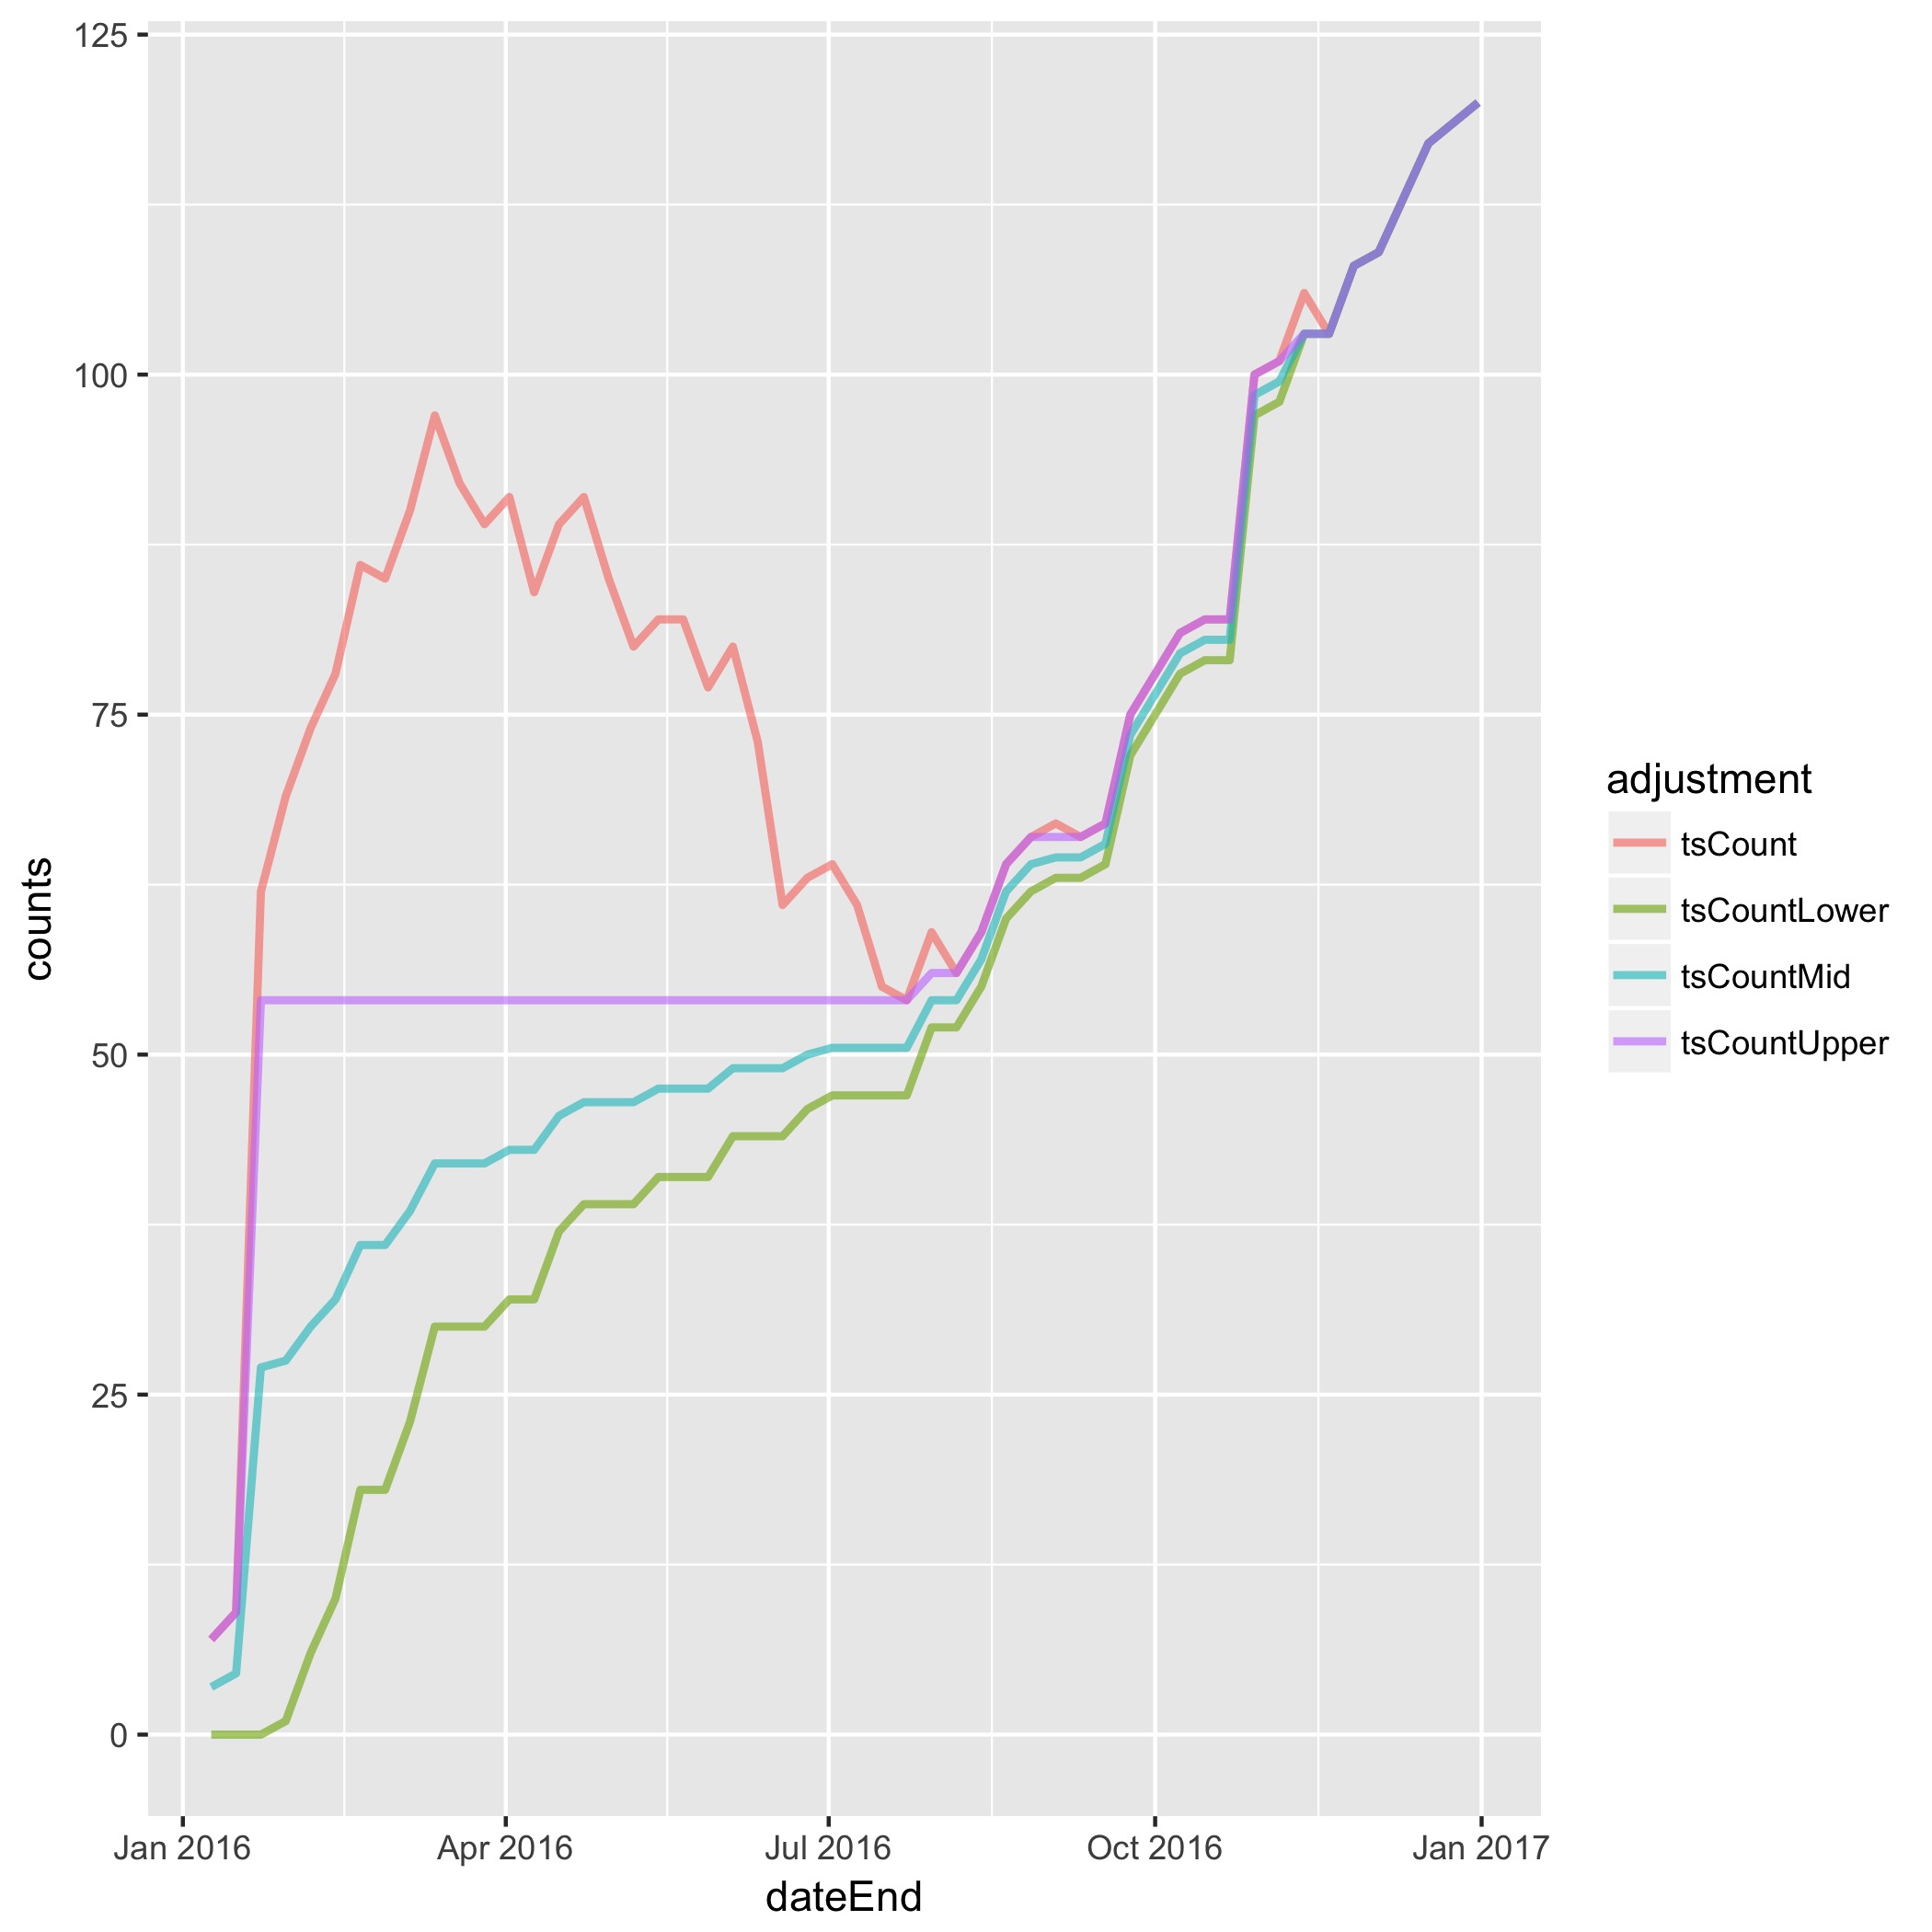 125
100
75
50
25
0
counts
Jan 2016
Apr 2016
Jul 2016
Oct 2016
Jan 2017
dateEnd
adjustment
tsCount
tsCountLower
tsCountMid
tsCountUpper